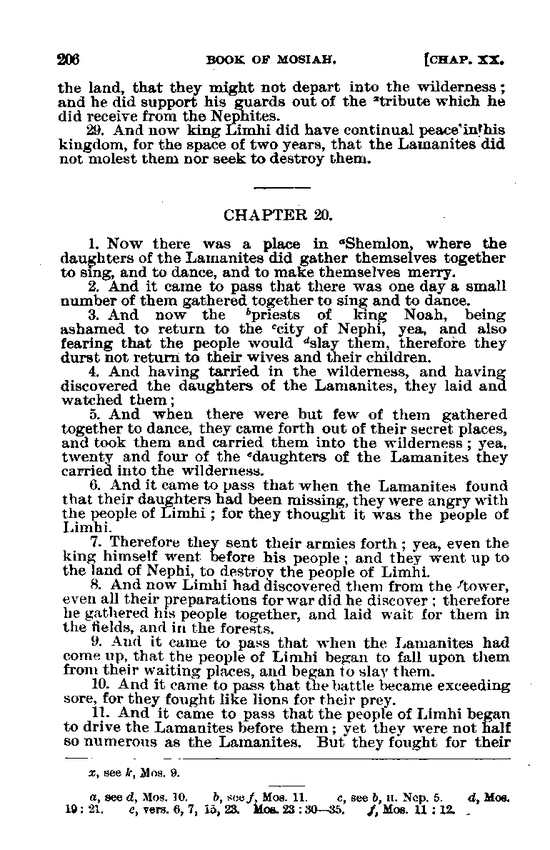 206 BOOK OF MOSIAH. [CHAP. XX.
the land, that they might not depart into the wilderness;
and he did support his guards out of the ˣtribute which he
did receive from the Nephites.
29. And now king Limhi did have continual peace in his
kingdom, for the space of two years, that the Lamanites did
not molest them nor seek to destroy them.
CHAPTER 20.
1. Now there was a place in ᵃShemlon, where the
daughters of the Lamanites did gather themselves together
to sing, and to dance, and to make themselves merry.
2. And it came to pass that there was one day a small
number of them gathered together to sing and to dance.
3. And now the ᵇpriests of king Noah, being
ashamed to return to the ᶜcity of Nephi, yea, and also
fearing that the people would ᵈslay them, therefore they
durst not return to their wives and their children.
4. And having tarried in the wilderness, and having
discovered the daughters of the Lamanites, they laid and
watched them;
5. And when there were but few of them gathered
together to dance, they came forth out of their secret places,
and took them and carried them into the wilderness; yea,
twenty and four of the ᵉdaughters of the Lamanites they
carried into the wilderness.
6. And it came to pass that when the Lamanites found
that their daughters had been missing, they were angry with
the people of Limhi; for they thought it was the people of
Limhi.
7. Therefore they sent their armies forth; yea, even the
king himself went before his people; and they went up to
the land of Nephi, to destroy the people of Limhi.
8. And now Limhi had discovered them from the ᶠtower,
even all their preparations for war did he discover; therefore
he gathered his people together, and laid wait for them in
the fields, and in the forests.
9. And it came to pass that when the Lamanites had
come up, that the people of Limhi began to fall upon them
from their waiting places, and began to slay them.
10. And it came to pass that the battle became exceeding
sore, for they fought like lions for their prey.
11. And it came to pass that the people of Limhi began
to drive the Lamanites before them; yet they were not half
so numerous as the Lamanites. But they fought for their
x, see k, Mos. 9.
a, see d, Mos. 10. b, see f, Mos. 11. c, see b, II. Nep. 5. d, Mos.
19: 21. e, vers. 6, 7, 15, 23. Mos. 23: 30—35. f, Mos. 11: 12.